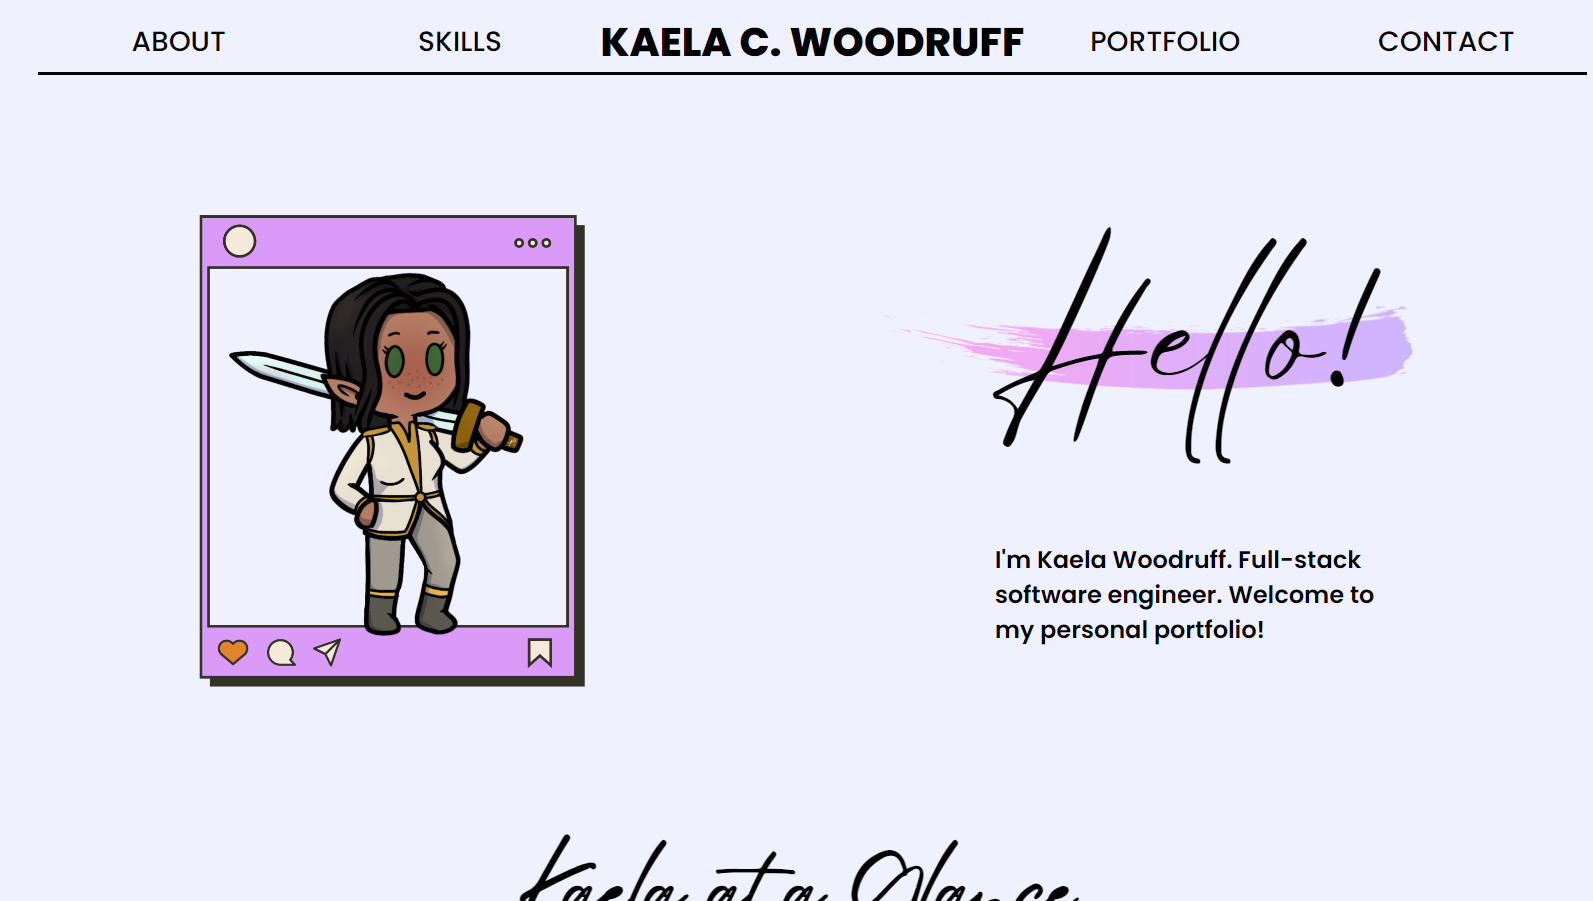 ABOUT SKILLS KAELA C. WOODRUFF PORTFOLIO CONTACT
Hello!
I'm Kaela Woodruff. Full-stack
software engineer. Welcome to
my personal portfolio!
Kaela at a Glance